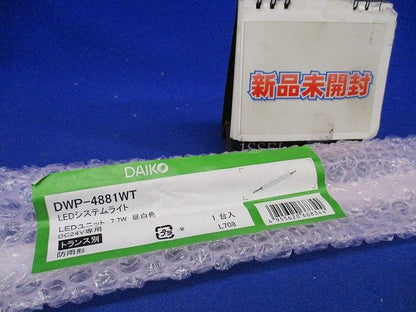 新品未開封
DAIKO
DWP-4881WT
LEDシステムライト
LEDユニット 7.7W 昼白色
DC24V専用
トランス別
防雨形
1台入
L708